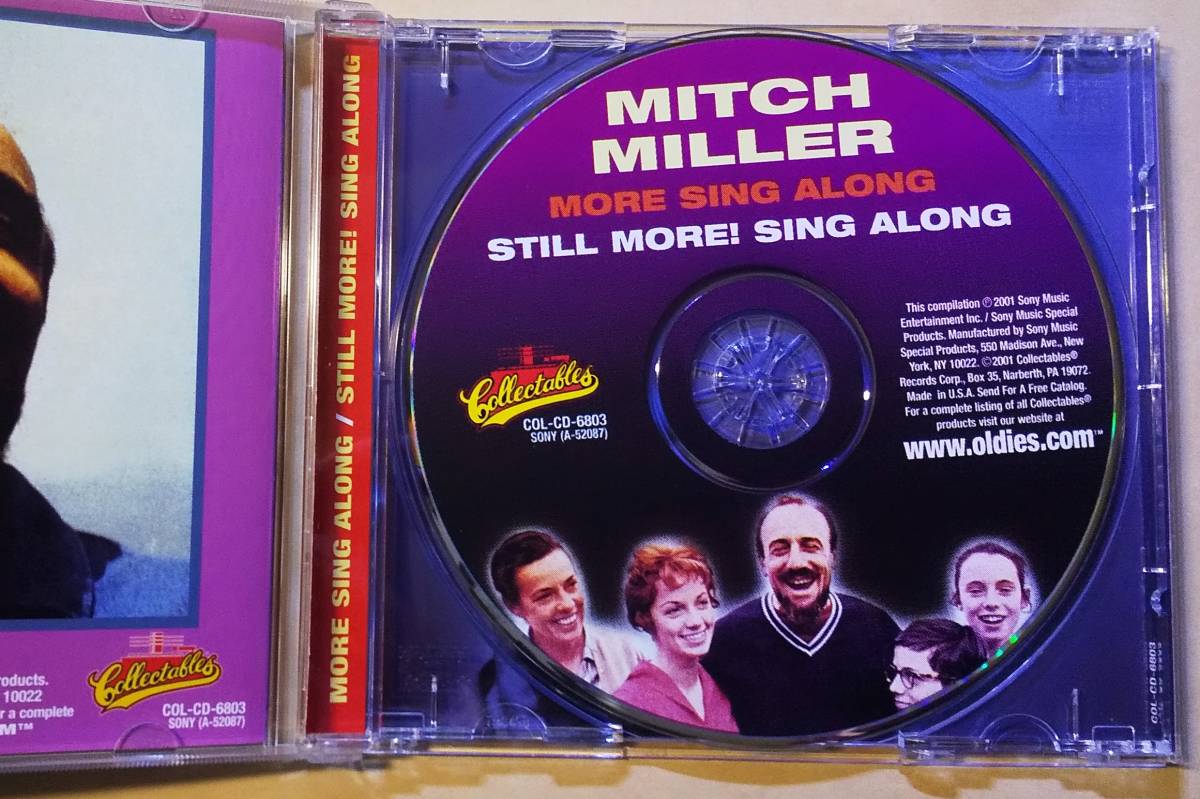 roducts.
10022
r a complete
M™
Collectables
COL-CD-6803
SONY (A-52087)
MORE SING ALONG / STILL MORE! SING ALONG
MITCH
MILLER
MORE SING ALONG
STILL MORE! SING ALONG
Collectables
COL-CD-6803
SONY (A-52087)
This compilation ℗ 2001 Sony Music
Entertainment Inc. / Sony Music Special
Products. Manufactured by Sony Music
Special Products, 550 Madison Ave., New
York, NY 10022. ©2001 Collectables®
Records Corp., Box 35, Narberth, PA 19072.
Made in U.S.A. Send For A Free Catalog.
For a complete listing of all Collectables®
products visit our website at
www.oldies.com™
COL-CD-6803